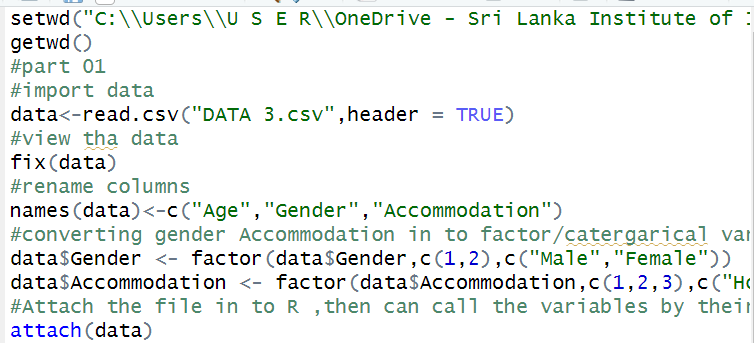 setwd("C:\\Users\\U S E R\\OneDrive - Sri Lanka Institute of
getwd()
#part 01
#import data
data<-read.csv("DATA 3.csv",header = TRUE)
#view tha data
fix(data)
#rename columns
names(data)<-c("Age","Gender","Accommodation")
#converting gender Accommodation in to factor/catergarical var
data$Gender <- factor(data$Gender,c(1,2),c("Male","Female"))
data$Accommodation <- factor(data$Accommodation,c(1,2,3),c("Ho
#Attach the file in to R ,then can call the variables by their
attach(data)